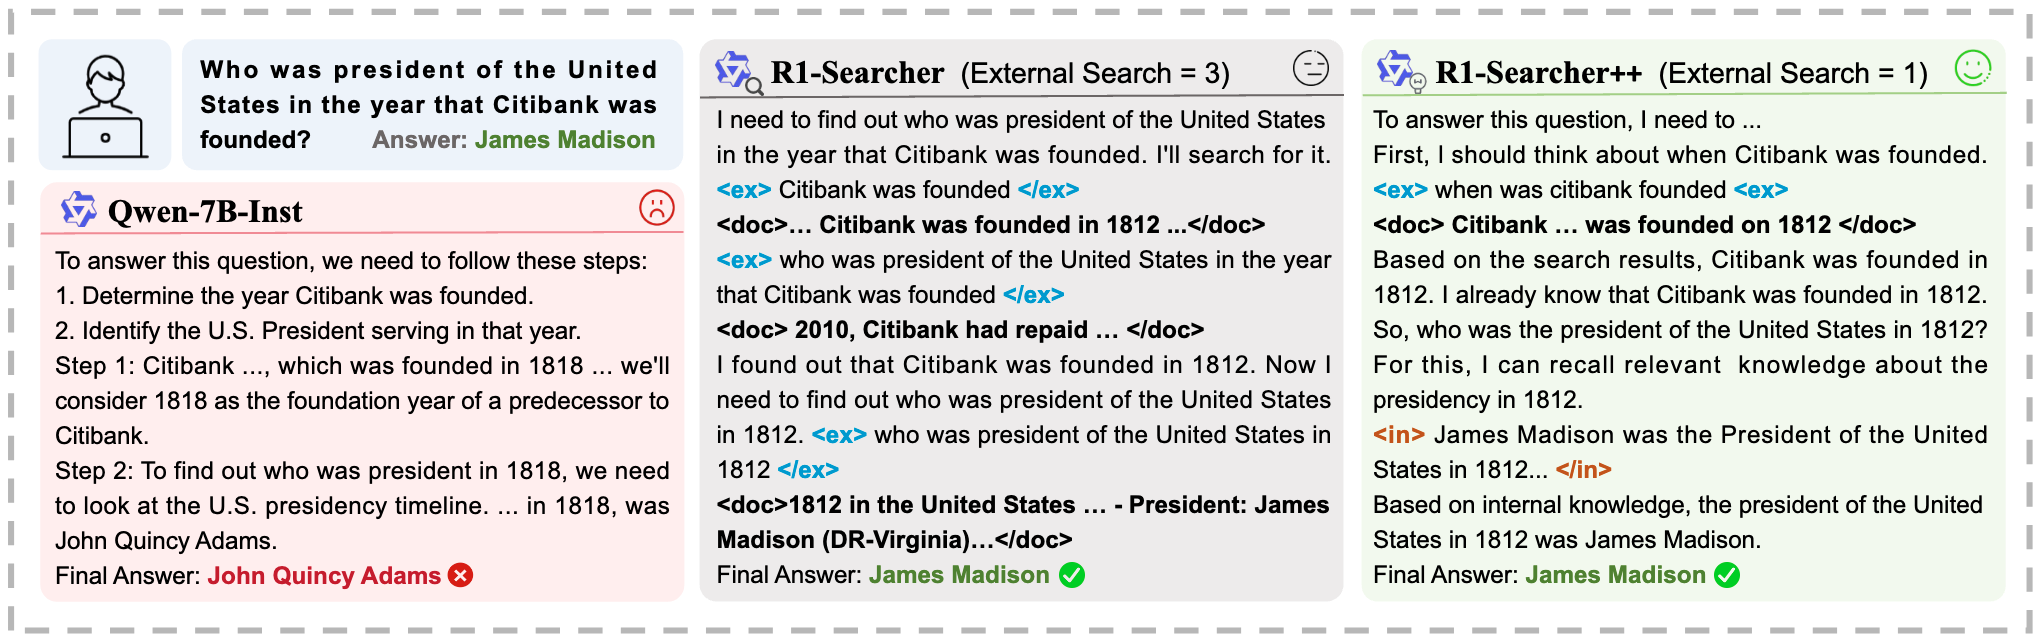 Who was president of the United
States in the year that Citibank was
founded? Answer: James Madison
Qwen-7B-Inst
To answer this question, we need to follow these steps:
1. Determine the year Citibank was founded.
2. Identify the U.S. President serving in that year.
Step 1: Citibank ..., which was founded in 1818 ... we'll
consider 1818 as the foundation year of a predecessor to
Citibank.
Step 2: To find out who was president in 1818, we need
to look at the U.S. presidency timeline. ... in 1818, was
John Quincy Adams.
Final Answer: John Quincy Adams
R1-Searcher (External Search = 3)
I need to find out who was president of the United States
in the year that Citibank was founded. I'll search for it.
<ex> Citibank was founded </ex>
<doc>... Citibank was founded in 1812 ...</doc>
<ex> who was president of the United States in the year
that Citibank was founded </ex>
<doc> 2010, Citibank had repaid ... </doc>
I found out that Citibank was founded in 1812. Now I
need to find out who was president of the United States
in 1812. <ex> who was president of the United States in
1812 </ex>
<doc>1812 in the United States ... - President: James
Madison (DR-Virginia)...</doc>
Final Answer: James Madison
R1-Searcher++ (External Search = 1)
To answer this question, I need to ...
First, I should think about when Citibank was founded.
<ex> when was citibank founded <ex>
<doc> Citibank ... was founded on 1812 </doc>
Based on the search results, Citibank was founded in
1812. I already know that Citibank was founded in 1812.
So, who was the president of the United States in 1812?
For this, I can recall relevant knowledge about the
presidency in 1812.
<in> James Madison was the President of the United
States in 1812... </in>
Based on internal knowledge, the president of the United
States in 1812 was James Madison.
Final Answer: James Madison